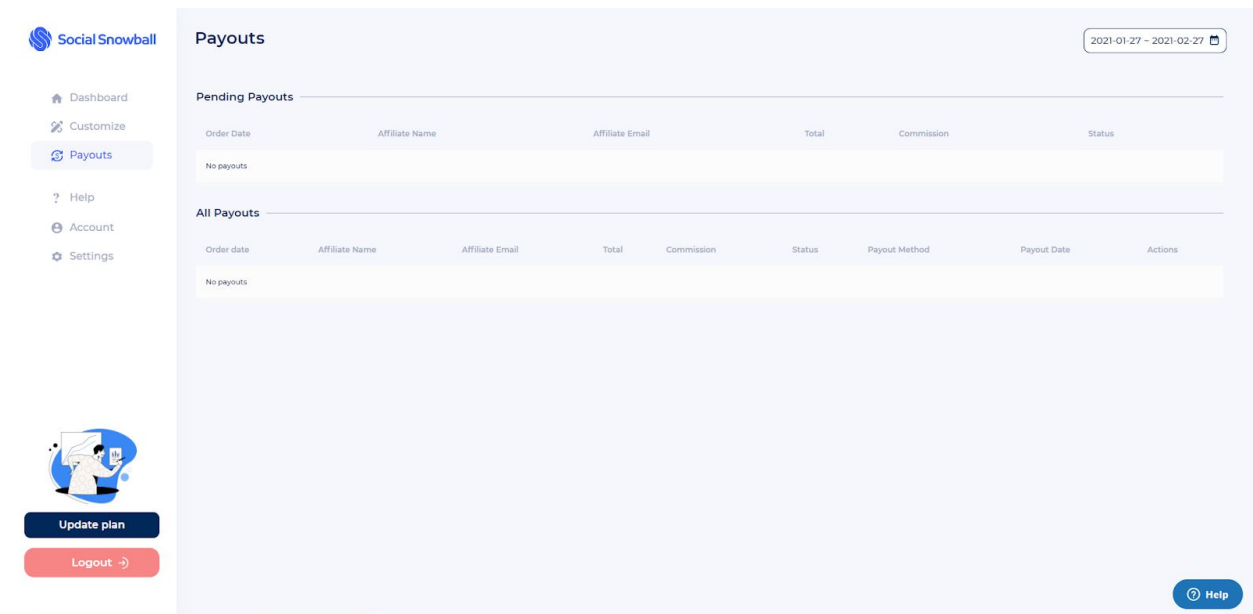 Social Snowball
Payouts
2021-01-27 ~ 2021-02-27
Dashboard
Customize
Payouts
Help
Account
Settings
Pending Payouts
Order Date Affiliate Name Affiliate Email Total Commission Status
No payouts
All Payouts
Order date Affiliate Name Affiliate Email Total Commission Status Payout Method Payout Date Actions
No payouts
Update plan
Logout
Help